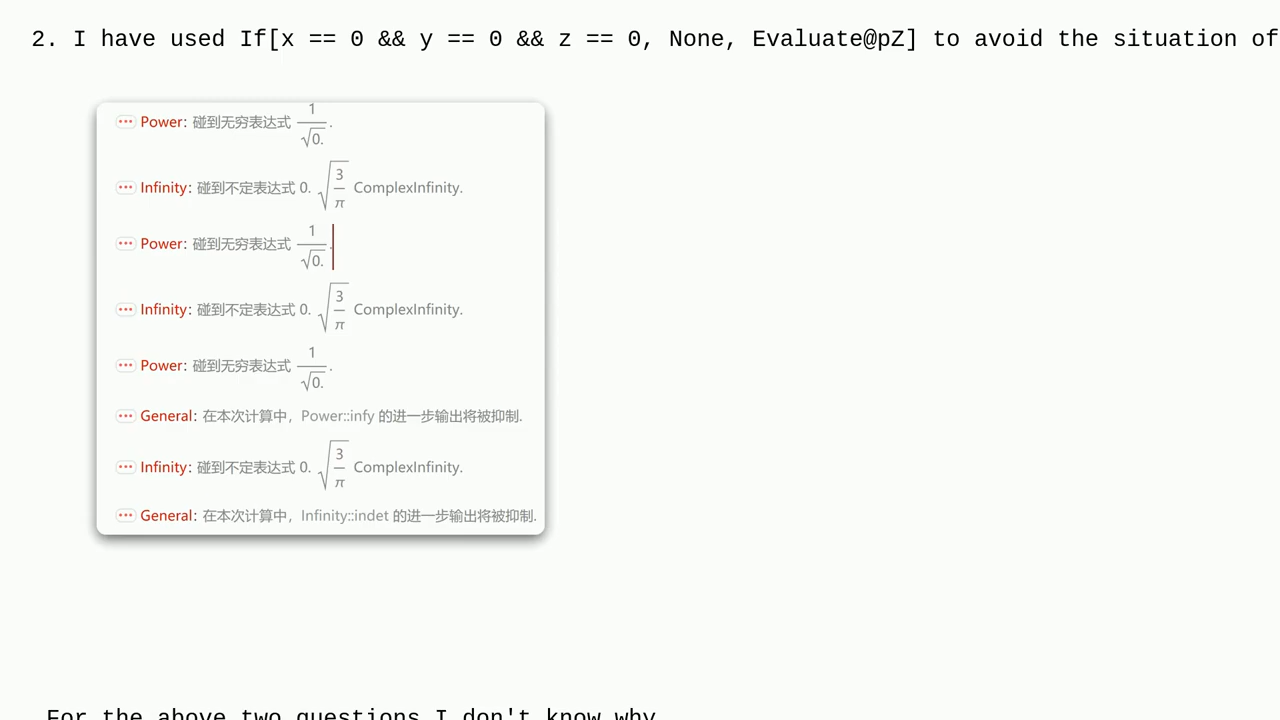 2. I have used If[x == 0 && y == 0 && z == 0, None, Evaluate@pZ] to avoid the situation of
Power: 碰到无穷表达式 1/√0. .
Infinity: 碰到不定表达式 0. √(3/π) ComplexInfinity.
Power: 碰到无穷表达式 1/√0. .
Infinity: 碰到不定表达式 0. √(3/π) ComplexInfinity.
Power: 碰到无穷表达式 1/√0. .
General: 在本次计算中，Power::infy 的进一步输出将被抑制.
Infinity: 碰到不定表达式 0. √(3/π) ComplexInfinity.
General: 在本次计算中，Infinity::indet 的进一步输出将被抑制.
For the above two questions I don't know why